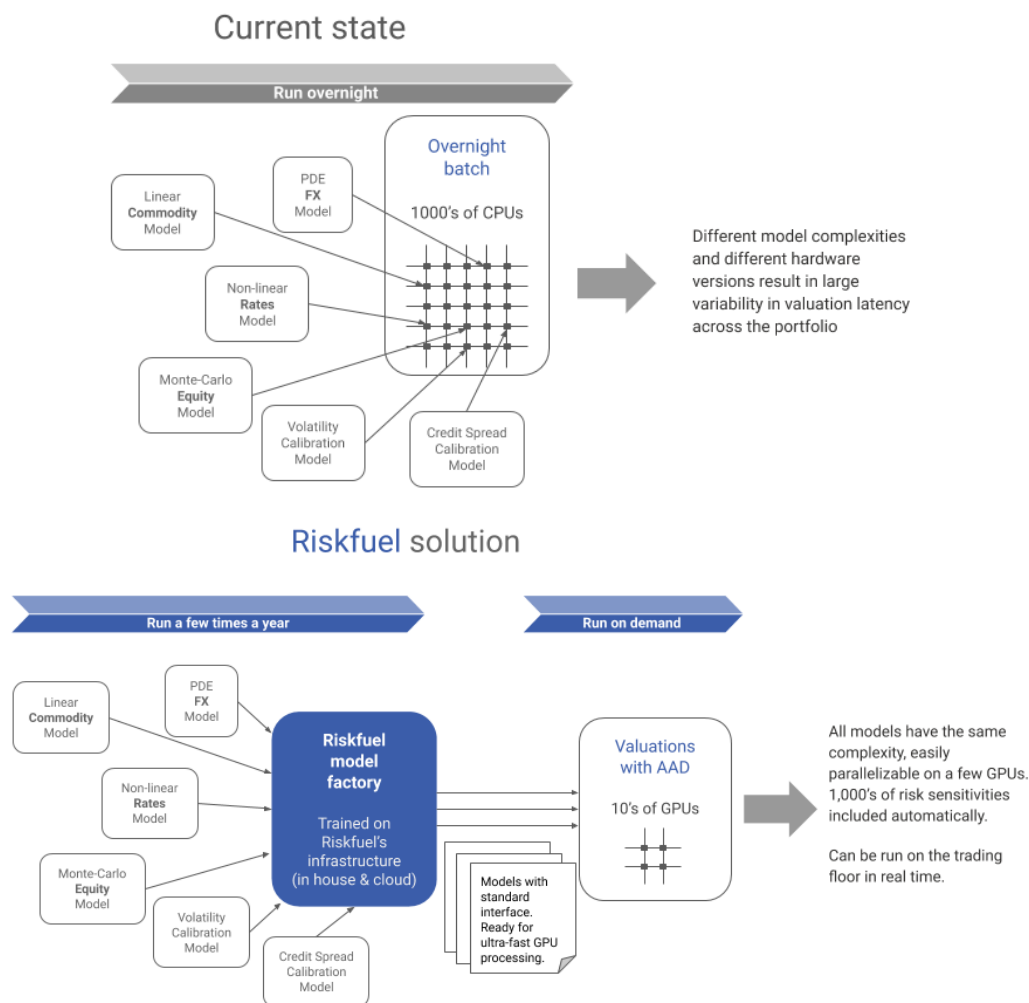 Current state
Run overnight
Overnight
batch
1000's of CPUs
PDE
FX
Model
Linear
Commodity
Model
Non-linear
Rates
Model
Monte-Carlo
Equity
Model
Volatility
Calibration
Model
Credit Spread
Calibration
Model
Different model complexities
and different hardware
versions result in large
variability in valuation latency
across the portfolio
Riskfuel solution
Run a few times a year
Run on demand
PDE
FX
Model
Linear
Commodity
Model
Non-linear
Rates
Model
Monte-Carlo
Equity
Model
Volatility
Calibration
Model
Credit Spread
Calibration
Model
Riskfuel
model
factory
Trained on
Riskfuel's
infrastructure
(in house & cloud)
Models with
standard
interface.
Ready for
ultra-fast GPU
processing.
Valuations
with AAD
10's of GPUs
All models have the same
complexity, easily
parallelizable on a few GPUs.
1,000's of risk sensitivities
included automatically.
Can be run on the trading
floor in real time.